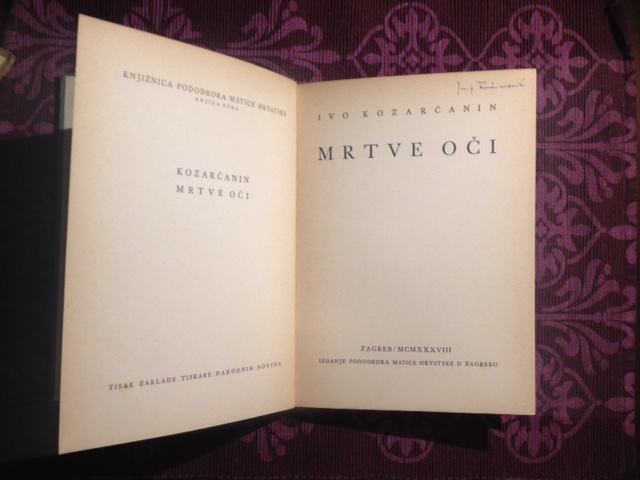 KNJIŽNICA PODODBORA MATICE HRVATSKE
KNJIGA OSMA
KOZARČANIN
MRTVE OČI
TISAK ZAKLADE TISKARE NARODNIH NOVINA
IVO KOZARČANIN
MRTVE OČI
ZAGREB/MCMXXXVIII
IZDANJE PODODBORA MATICE HRVATSKE U ZAGREBU